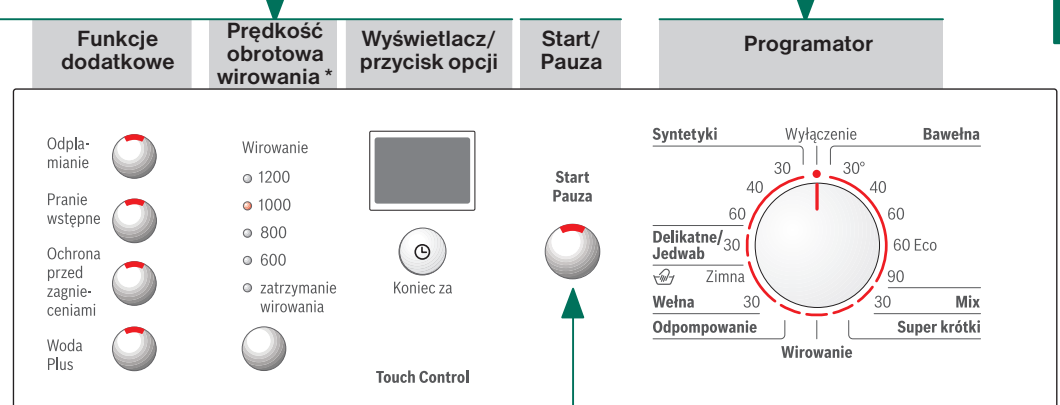 Funkcje
dodatkowe
Prędkość
obrotowa
wirowania *
Wyświetlacz/
przycisk opcji
Start/
Pauza
Programator
Odpla-
mianie
Pranie
wstępne
Ochrona
przed
zagnie-
ceniami
Woda
Plus
Wirowanie
1200
1000
800
600
zatrzymanie
wirowania
Koniec za
Touch Control
Start
Pauza
Syntetyki
Wyłączenie
Bawełna
30
30°
40
40
60
60
Delikatne/
Jedwab
30
60 Eco
Zimna
90
Wełna
30
30
Mix
Odpompowanie
Super krótki
Wirowanie